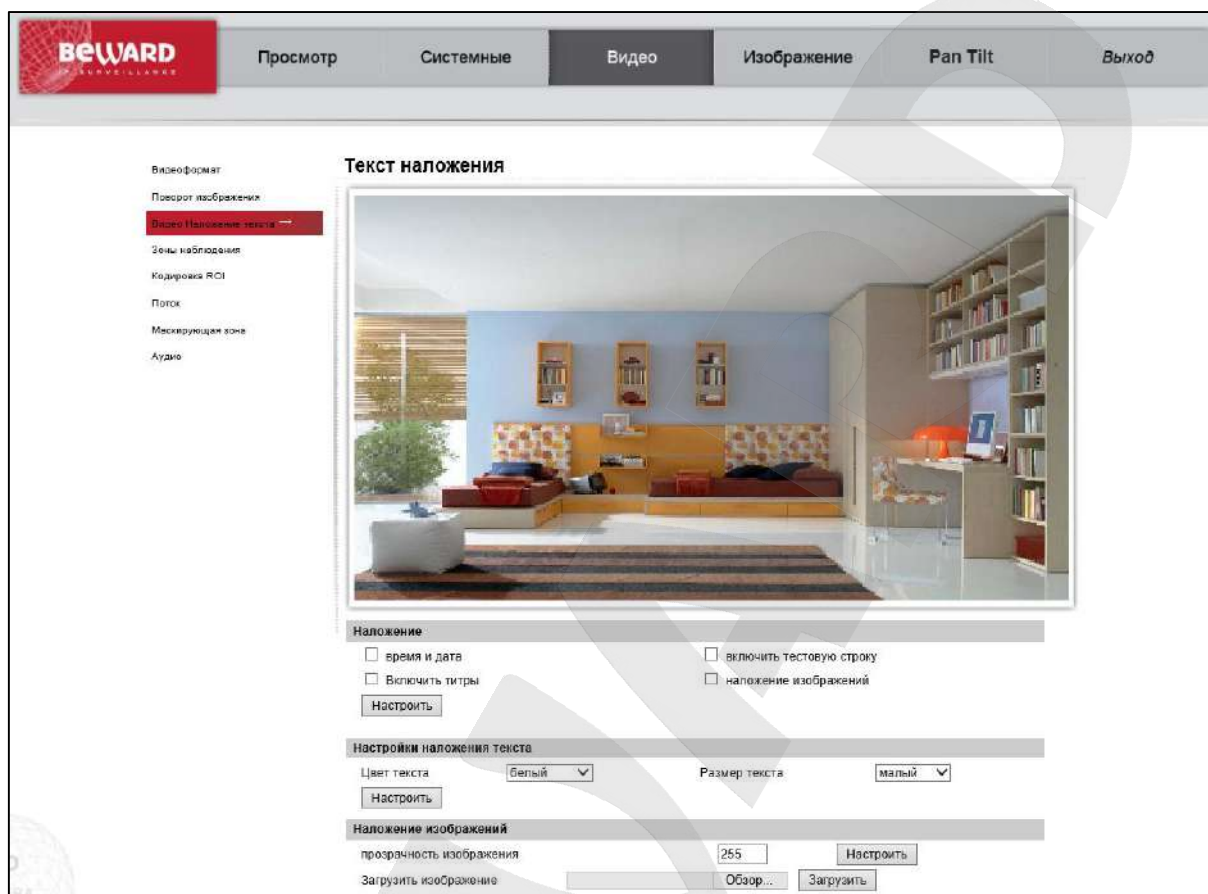 BEWARD
IP SURVEILLANCE
Просмотр
Системные
Видео
Изображение
Pan Tilt
Выход
Видеоформат
Поворот изображения
Видео Наложение текста →
Зоны наблюдения
Кодировка ROI
Поток
Маскирующая зона
Аудио
Текст наложения
Наложение
время и дата
включить тестовую строку
Включить титры
наложение изображений
Настроить
Настройки наложения текста
Цвет текста белый
Размер текста малый
Настроить
Наложение изображений
прозрачность изображения 255 Настроить
Загрузить изображение Обзор... Загрузить